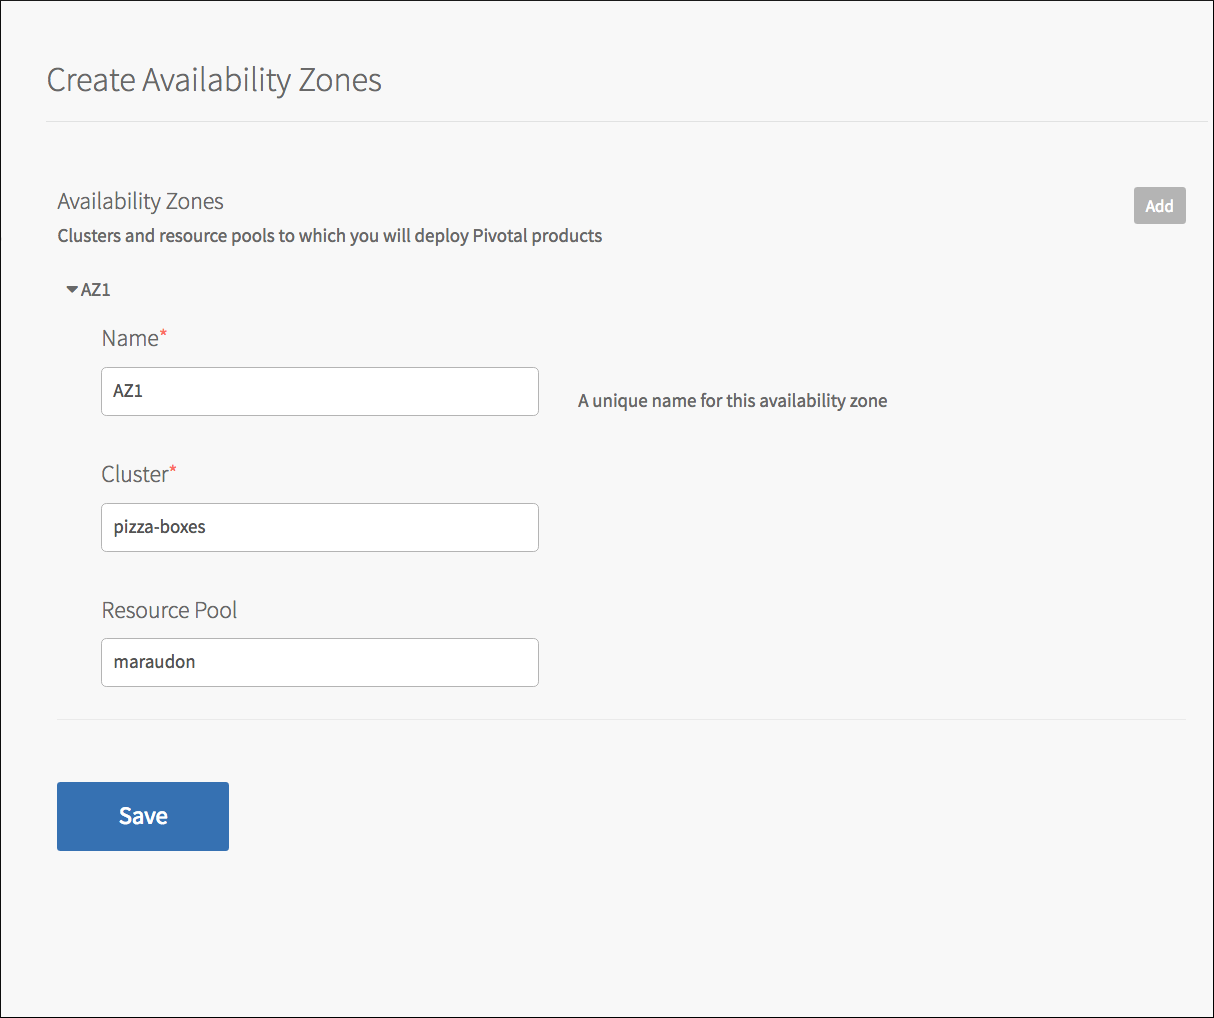 Create Availability Zones
Availability Zones
Add
Clusters and resource pools to which you will deploy Pivotal products
AZ1
Name*
AZ1
A unique name for this availability zone
Cluster*
pizza-boxes
Resource Pool
maraudon
Save